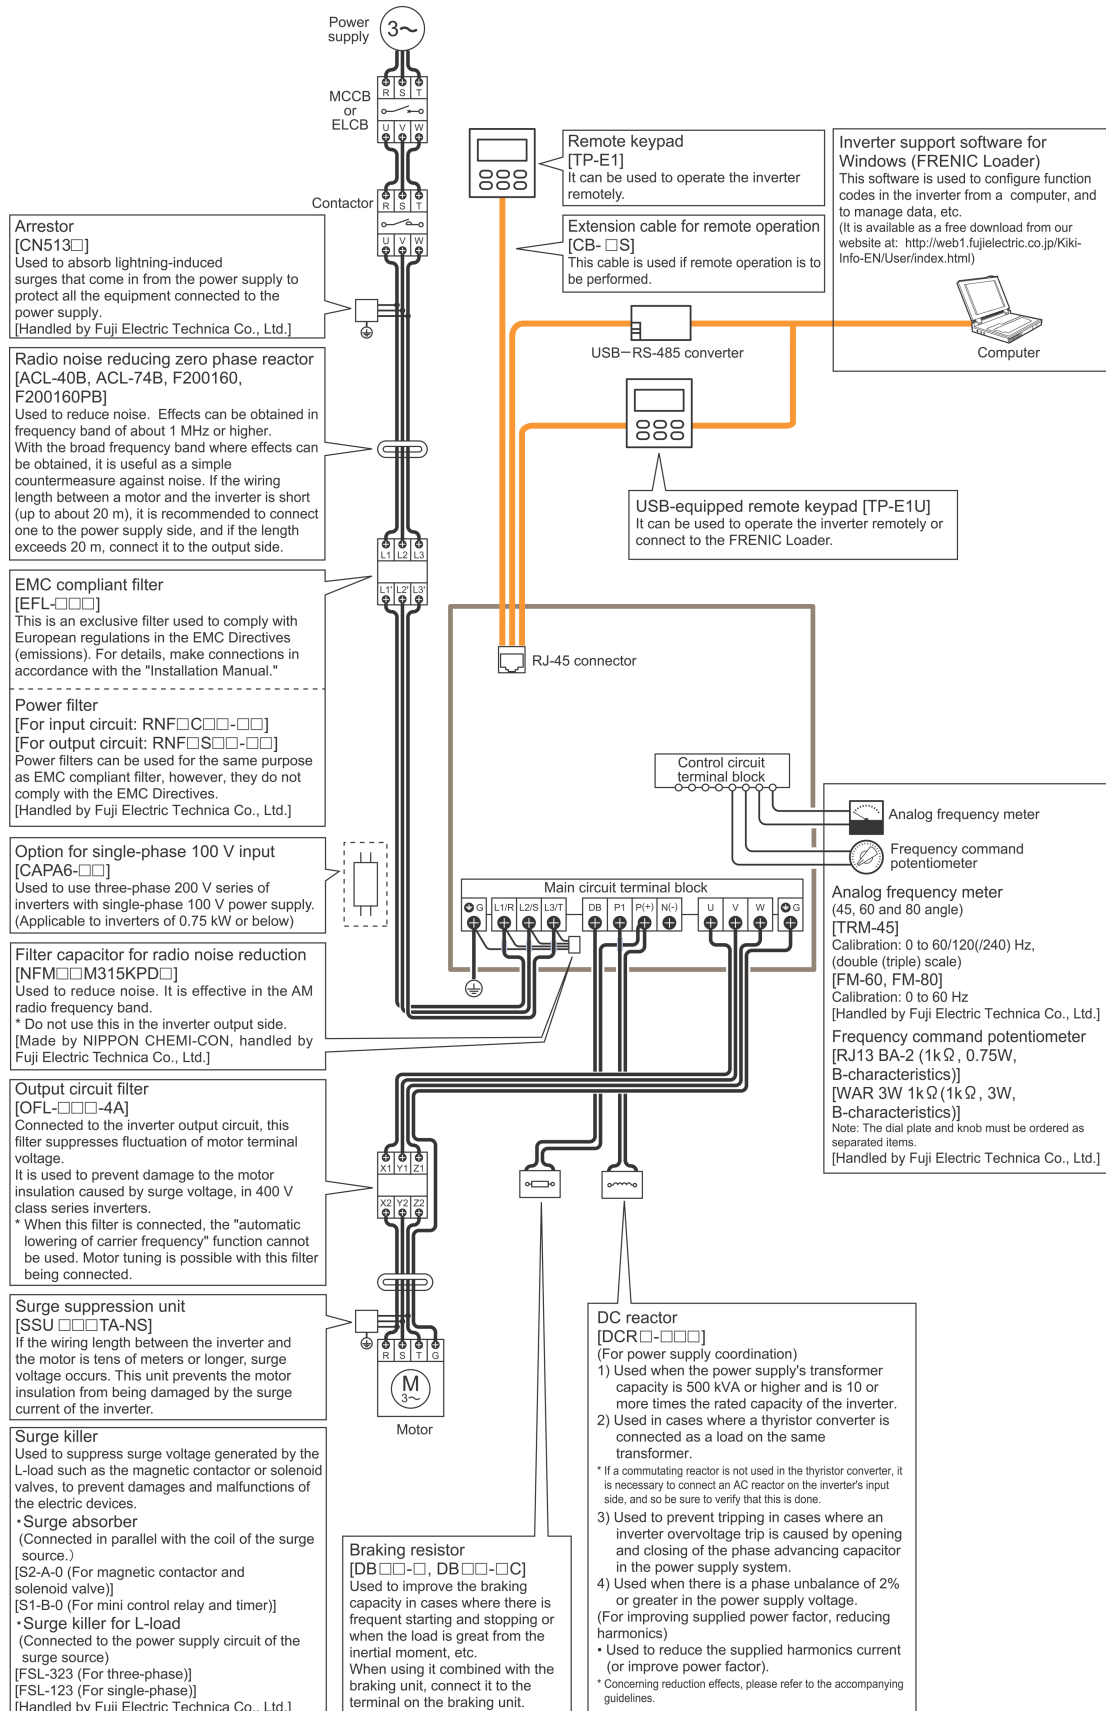 Power
supply
3～
R S T
MCCB
or
ELCB
U V W
Contactor
R S T
U V W
Arrestor
[CN513□]
Used to absorb lightning-induced
surges that come in from the power supply to
protect all the equipment connected to the
power supply.
[Handled by Fuji Electric Technica Co., Ltd.]
Radio noise reducing zero phase reactor
[ACL-40B, ACL-74B, F200160,
F200160PB]
Used to reduce noise. Effects can be obtained in
frequency band of about 1 MHz or higher.
With the broad frequency band where effects can
be obtained, it is useful as a simple
countermeasure against noise. If the wiring
length between a motor and the inverter is short
(up to about 20 m), it is recommended to connect
one to the power supply side, and if the length
exceeds 20 m, connect it to the output side.
L1 L2 L3
L1' L2' L3'
EMC compliant filter
[EFL-□□□]
This is an exclusive filter used to comply with
European regulations in the EMC Directives
(emissions). For details, make connections in
accordance with the "Installation Manual."
Power filter
[For input circuit: RNF□C□□-□□]
[For output circuit: RNF□S□□-□□]
Power filters can be used for the same purpose
as EMC compliant filter, however, they do not
comply with the EMC Directives.
[Handled by Fuji Electric Technica Co., Ltd.]
Option for single-phase 100 V input
[CAPA6-□□]
Used to use three-phase 200 V series of
inverters with single-phase 100 V power supply.
(Applicable to inverters of 0.75 kW or below)
Filter capacitor for radio noise reduction
[NFM□□M315KPD□]
Used to reduce noise. It is effective in the AM
radio frequency band.
* Do not use this in the inverter output side.
[Made by NIPPON CHEMI-CON, handled by
Fuji Electric Technica Co., Ltd.]
Output circuit filter
[OFL-□□□-4A]
Connected to the inverter output circuit, this
filter suppresses fluctuation of motor terminal
voltage.
It is used to prevent damage to the motor
insulation caused by surge voltage, in 400 V
class series inverters.
* When this filter is connected, the "automatic
lowering of carrier frequency" function cannot
be used. Motor tuning is possible with this filter
being connected.
Surge suppression unit
[SSU □□□TA-NS]
If the wiring length between the inverter and
the motor is tens of meters or longer, surge
voltage occurs. This unit prevents the motor
insulation from being damaged by the surge
current of the inverter.
Surge killer
Used to suppress surge voltage generated by the
L-load such as the magnetic contactor or solenoid
valves, to prevent damages and malfunctions of
the electric devices.
・Surge absorber
(Connected in parallel with the coil of the surge
source.）
[S2-A-0 (For magnetic contactor and
solenoid valve)]
[S1-B-0 (For mini control relay and timer)]
・Surge killer for L-load
(Connected to the power supply circuit of the
surge source)
[FSL-323 (For three-phase)]
[FSL-123 (For single-phase)]
[Handled by Fuji Electric Technica Co., Ltd.]
Remote keypad
[TP-E1]
It can be used to operate the inverter
remotely.
Extension cable for remote operation
[CB- □S]
This cable is used if remote operation is to
be performed.
Inverter support software for
Windows (FRENIC Loader)
This software is used to configure function
codes in the inverter from a computer, and
to manage data, etc.
(It is available as a free download from our
website at: http://web1.fujielectric.co.jp/Kiki-
Info-EN/User/index.html)
Computer
USB－RS-485 converter
USB-equipped remote keypad [TP-E1U]
It can be used to operate the inverter remotely or
connect to the FRENIC Loader.
RJ-45 connector
Control circuit
terminal block
Main circuit terminal block
G L1/R L2/S L3/T DB P1 P(+) N(-) U V W G
Analog frequency meter
Frequency command
potentiometer
Analog frequency meter
(45, 60 and 80 angle)
[TRM-45]
Calibration: 0 to 60/120(/240) Hz,
(double (triple) scale)
[FM-60, FM-80]
Calibration: 0 to 60 Hz
[Handled by Fuji Electric Technica Co., Ltd.]
Frequency command potentiometer
[RJ13 BA-2 (1kΩ, 0.75W,
B-characteristics)]
[WAR 3W 1kΩ(1kΩ, 3W,
B-characteristics)]
Note: The dial plate and knob must be ordered as
separated items.
[Handled by Fuji Electric Technica Co., Ltd.]
X1 Y1 Z1
X2 Y2 Z2
R S T G
M
3～
Motor
Braking resistor
[DB□□-□, DB□□-□C]
Used to improve the braking
capacity in cases where there is
frequent starting and stopping or
when the load is great from the
inertial moment, etc.
When using it combined with the
braking unit, connect it to the
terminal on the braking unit.
DC reactor
[DCR□-□□□]
(For power supply coordination)
1) Used when the power supply's transformer
capacity is 500 kVA or higher and is 10 or
more times the rated capacity of the inverter.
2) Used in cases where a thyristor converter is
connected as a load on the same
transformer.
* If a commutating reactor is not used in the thyristor converter, it
is necessary to connect an AC reactor on the inverter's input
side, and so be sure to verify that this is done.
3) Used to prevent tripping in cases where an
inverter overvoltage trip is caused by opening
and closing of the phase advancing capacitor
in the power supply system.
4) Used when there is a phase unbalance of 2%
or greater in the power supply voltage.
(For improving supplied power factor, reducing
harmonics)
• Used to reduce the supplied harmonics current
(or improve power factor).
* Concerning reduction effects, please refer to the accompanying
guidelines.